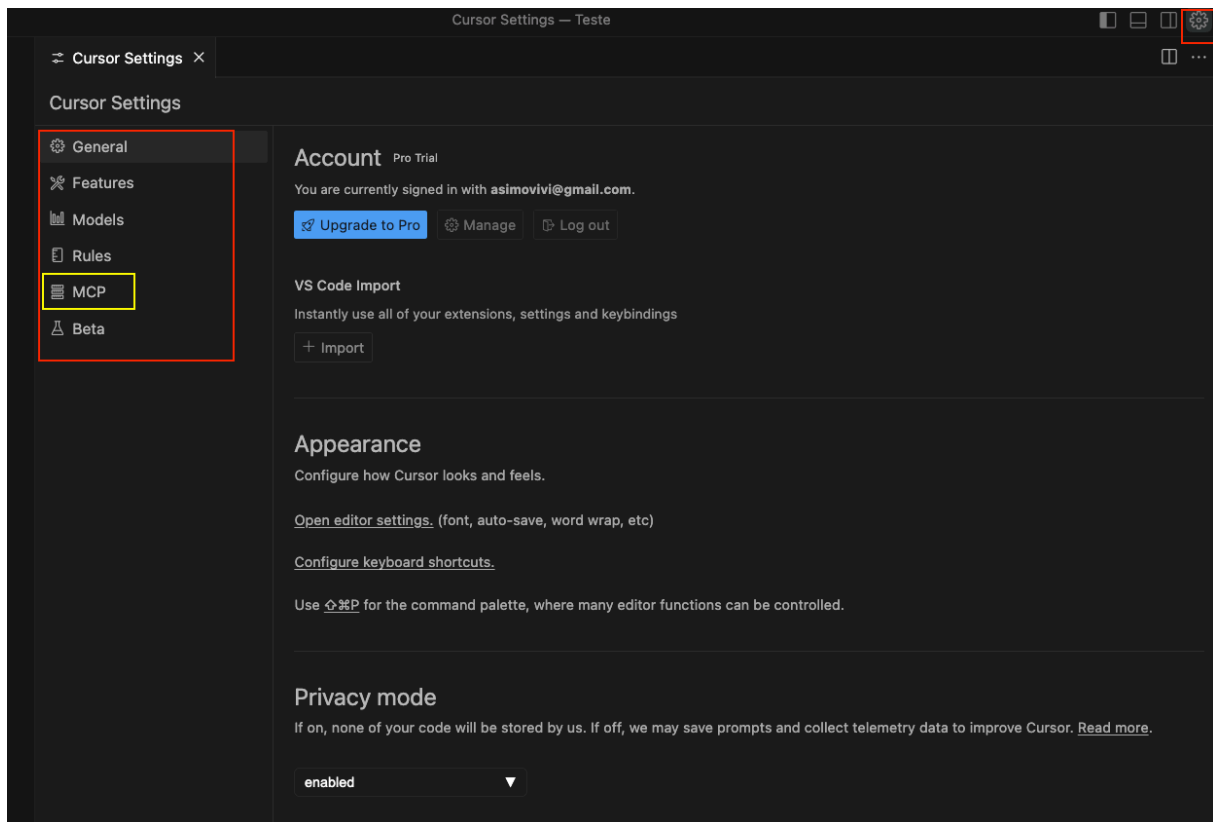 Cursor Settings — Teste
Cursor Settings
Cursor Settings
General
Features
Models
Rules
MCP
Beta
Account Pro Trial
You are currently signed in with asimovivi@gmail.com.
Upgrade to Pro Manage Log out
VS Code Import
Instantly use all of your extensions, settings and keybindings
+ Import
Appearance
Configure how Cursor looks and feels.
Open editor settings. (font, auto-save, word wrap, etc)
Configure keyboard shortcuts.
Use ⇧⌘P for the command palette, where many editor functions can be controlled.
Privacy mode
If on, none of your code will be stored by us. If off, we may save prompts and collect telemetry data to improve Cursor. Read more.
enabled